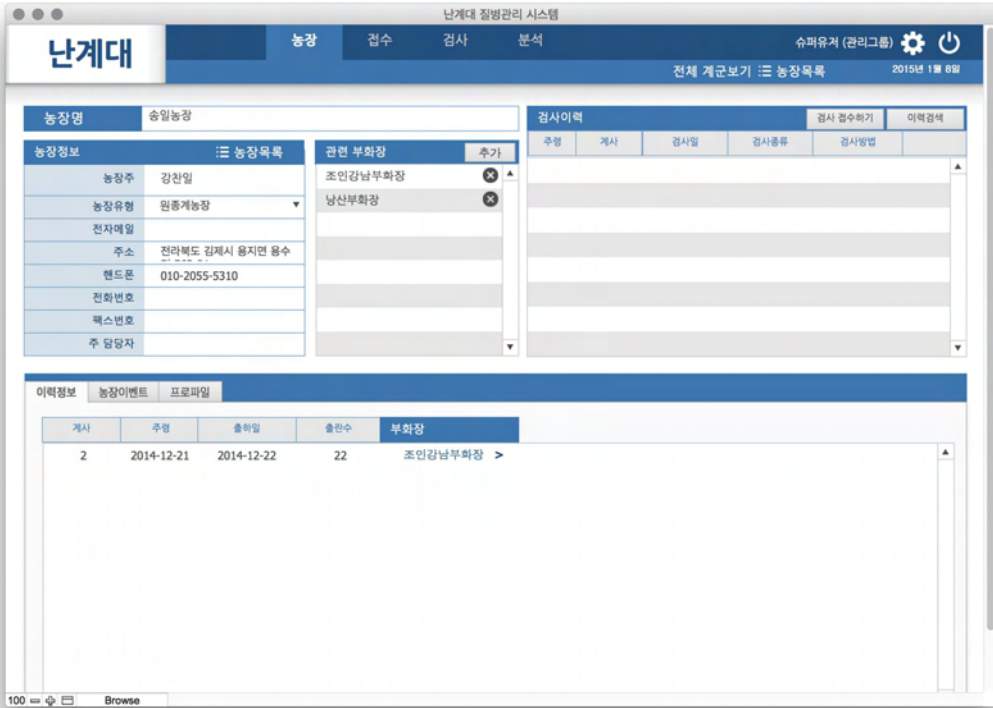 난계대 질병관리 시스템
난계대
농장 접수 검사 분석
슈퍼유저 (관리그룹)
전체 계군보기 농장목록
2015년 1월 8일
농장명 송일농장
농장정보 농장목록
농장주 강찬일
농장유형 원종계농장
전자메일
주소 전라북도 김제시 용지면 용수
핸드폰 010-2055-5310
전화번호
팩스번호
주 담당자
관련 부화장 추가
조인강남부화장
낭산부화장
검사이력 검사 접수하기 이력검색
주령 계사 검사일 검사종류 검사방법
이력정보 농장이벤트 프로파일
계사 주령 출하일 출란수 부화장
2 2014-12-21 2014-12-22 22 조인강남부화장 >
100 Browse